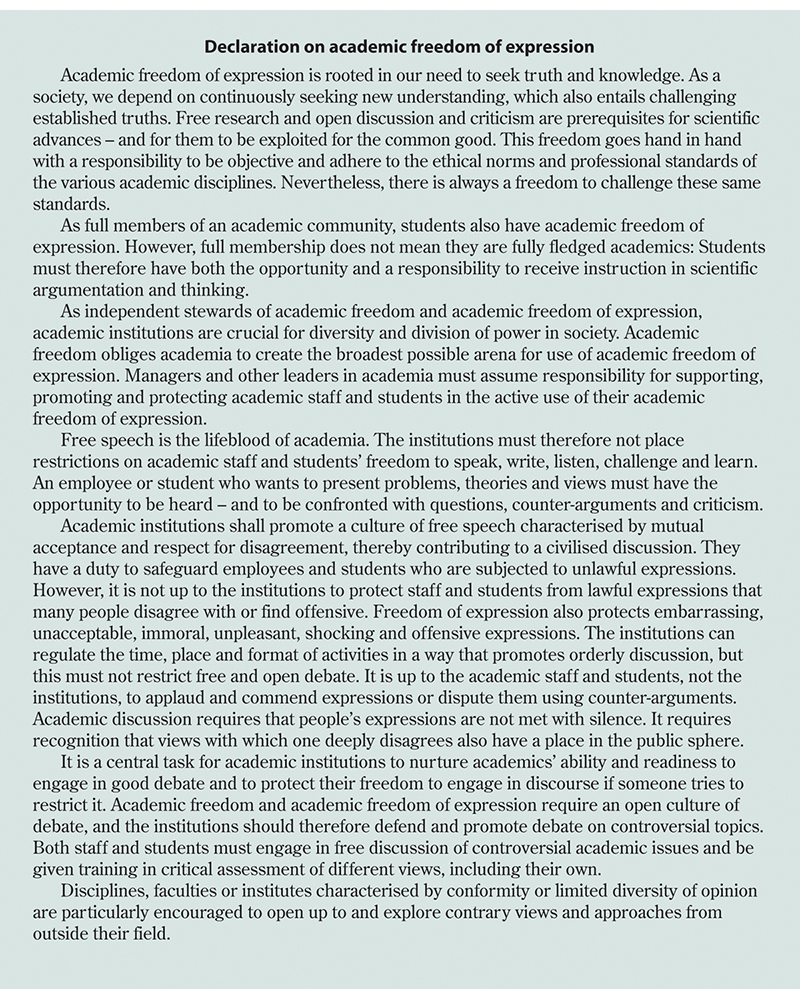 Declaration on academic freedom of expression
Academic freedom of expression is rooted in our need to seek truth and knowledge. As a
society, we depend on continuously seeking new understanding, which also entails challenging
established truths. Free research and open discussion and criticism are prerequisites for scientific
advances – and for them to be exploited for the common good. This freedom goes hand in hand
with a responsibility to be objective and adhere to the ethical norms and professional standards of
the various academic disciplines. Nevertheless, there is always a freedom to challenge these same
standards.
As full members of an academic community, students also have academic freedom of
expression. However, full membership does not mean they are fully fledged academics: Students
must therefore have both the opportunity and a responsibility to receive instruction in scientific
argumentation and thinking.
As independent stewards of academic freedom and academic freedom of expression,
academic institutions are crucial for diversity and division of power in society. Academic
freedom obliges academia to create the broadest possible arena for use of academic freedom of
expression. Managers and other leaders in academia must assume responsibility for supporting,
promoting and protecting academic staff and students in the active use of their academic
freedom of expression.
Free speech is the lifeblood of academia. The institutions must therefore not place
restrictions on academic staff and students’ freedom to speak, write, listen, challenge and learn.
An employee or student who wants to present problems, theories and views must have the
opportunity to be heard – and to be confronted with questions, counter-arguments and criticism.
Academic institutions shall promote a culture of free speech characterised by mutual
acceptance and respect for disagreement, thereby contributing to a civilised discussion. They
have a duty to safeguard employees and students who are subjected to unlawful expressions.
However, it is not up to the institutions to protect staff and students from lawful expressions that
many people disagree with or find offensive. Freedom of expression also protects embarrassing,
unacceptable, immoral, unpleasant, shocking and offensive expressions. The institutions can
regulate the time, place and format of activities in a way that promotes orderly discussion, but
this must not restrict free and open debate. It is up to the academic staff and students, not the
institutions, to applaud and commend expressions or dispute them using counter-arguments.
Academic discussion requires that people’s expressions are not met with silence. It requires
recognition that views with which one deeply disagrees also have a place in the public sphere.
It is a central task for academic institutions to nurture academics’ ability and readiness to
engage in good debate and to protect their freedom to engage in discourse if someone tries to
restrict it. Academic freedom and academic freedom of expression require an open culture of
debate, and the institutions should therefore defend and promote debate on controversial topics.
Both staff and students must engage in free discussion of controversial academic issues and be
given training in critical assessment of different views, including their own.
Disciplines, faculties or institutes characterised by conformity or limited diversity of opinion
are particularly encouraged to open up to and explore contrary views and approaches from
outside their field.